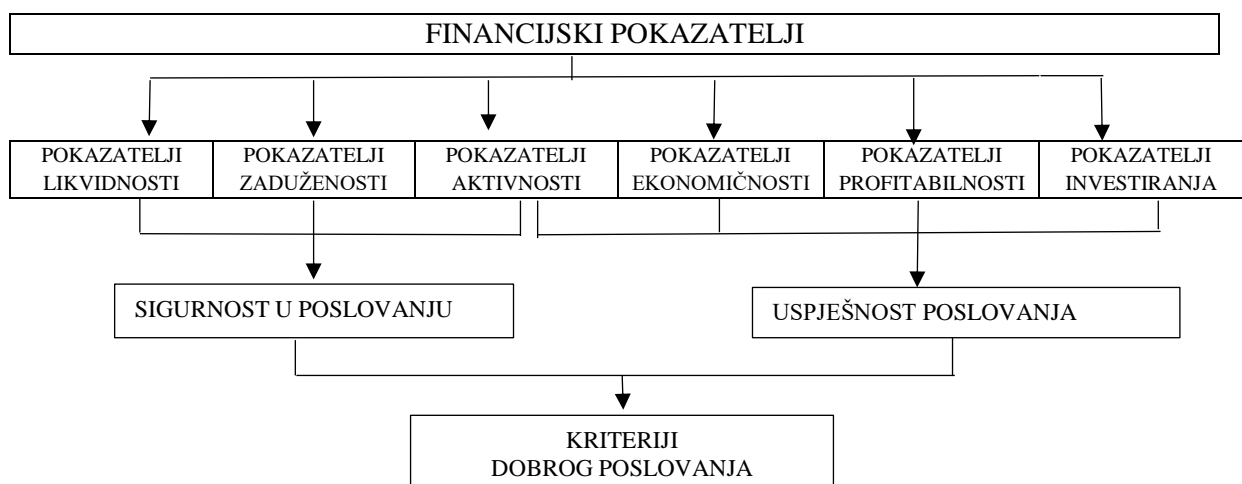 FINANCIJSKI POKAZATELJI
POKAZATELJI
LIKVIDNOSTI
POKAZATELJI
ZADUŽENOSTI
POKAZATELJI
AKTIVNOSTI
POKAZATELJI
EKONOMIČNOSTI
POKAZATELJI
PROFITABILNOSTI
POKAZATELJI
INVESTIRANJA
SIGURNOST U POSLOVANJU
USPJEŠNOST POSLOVANJA
KRITERIJI
DOBROG POSLOVANJA